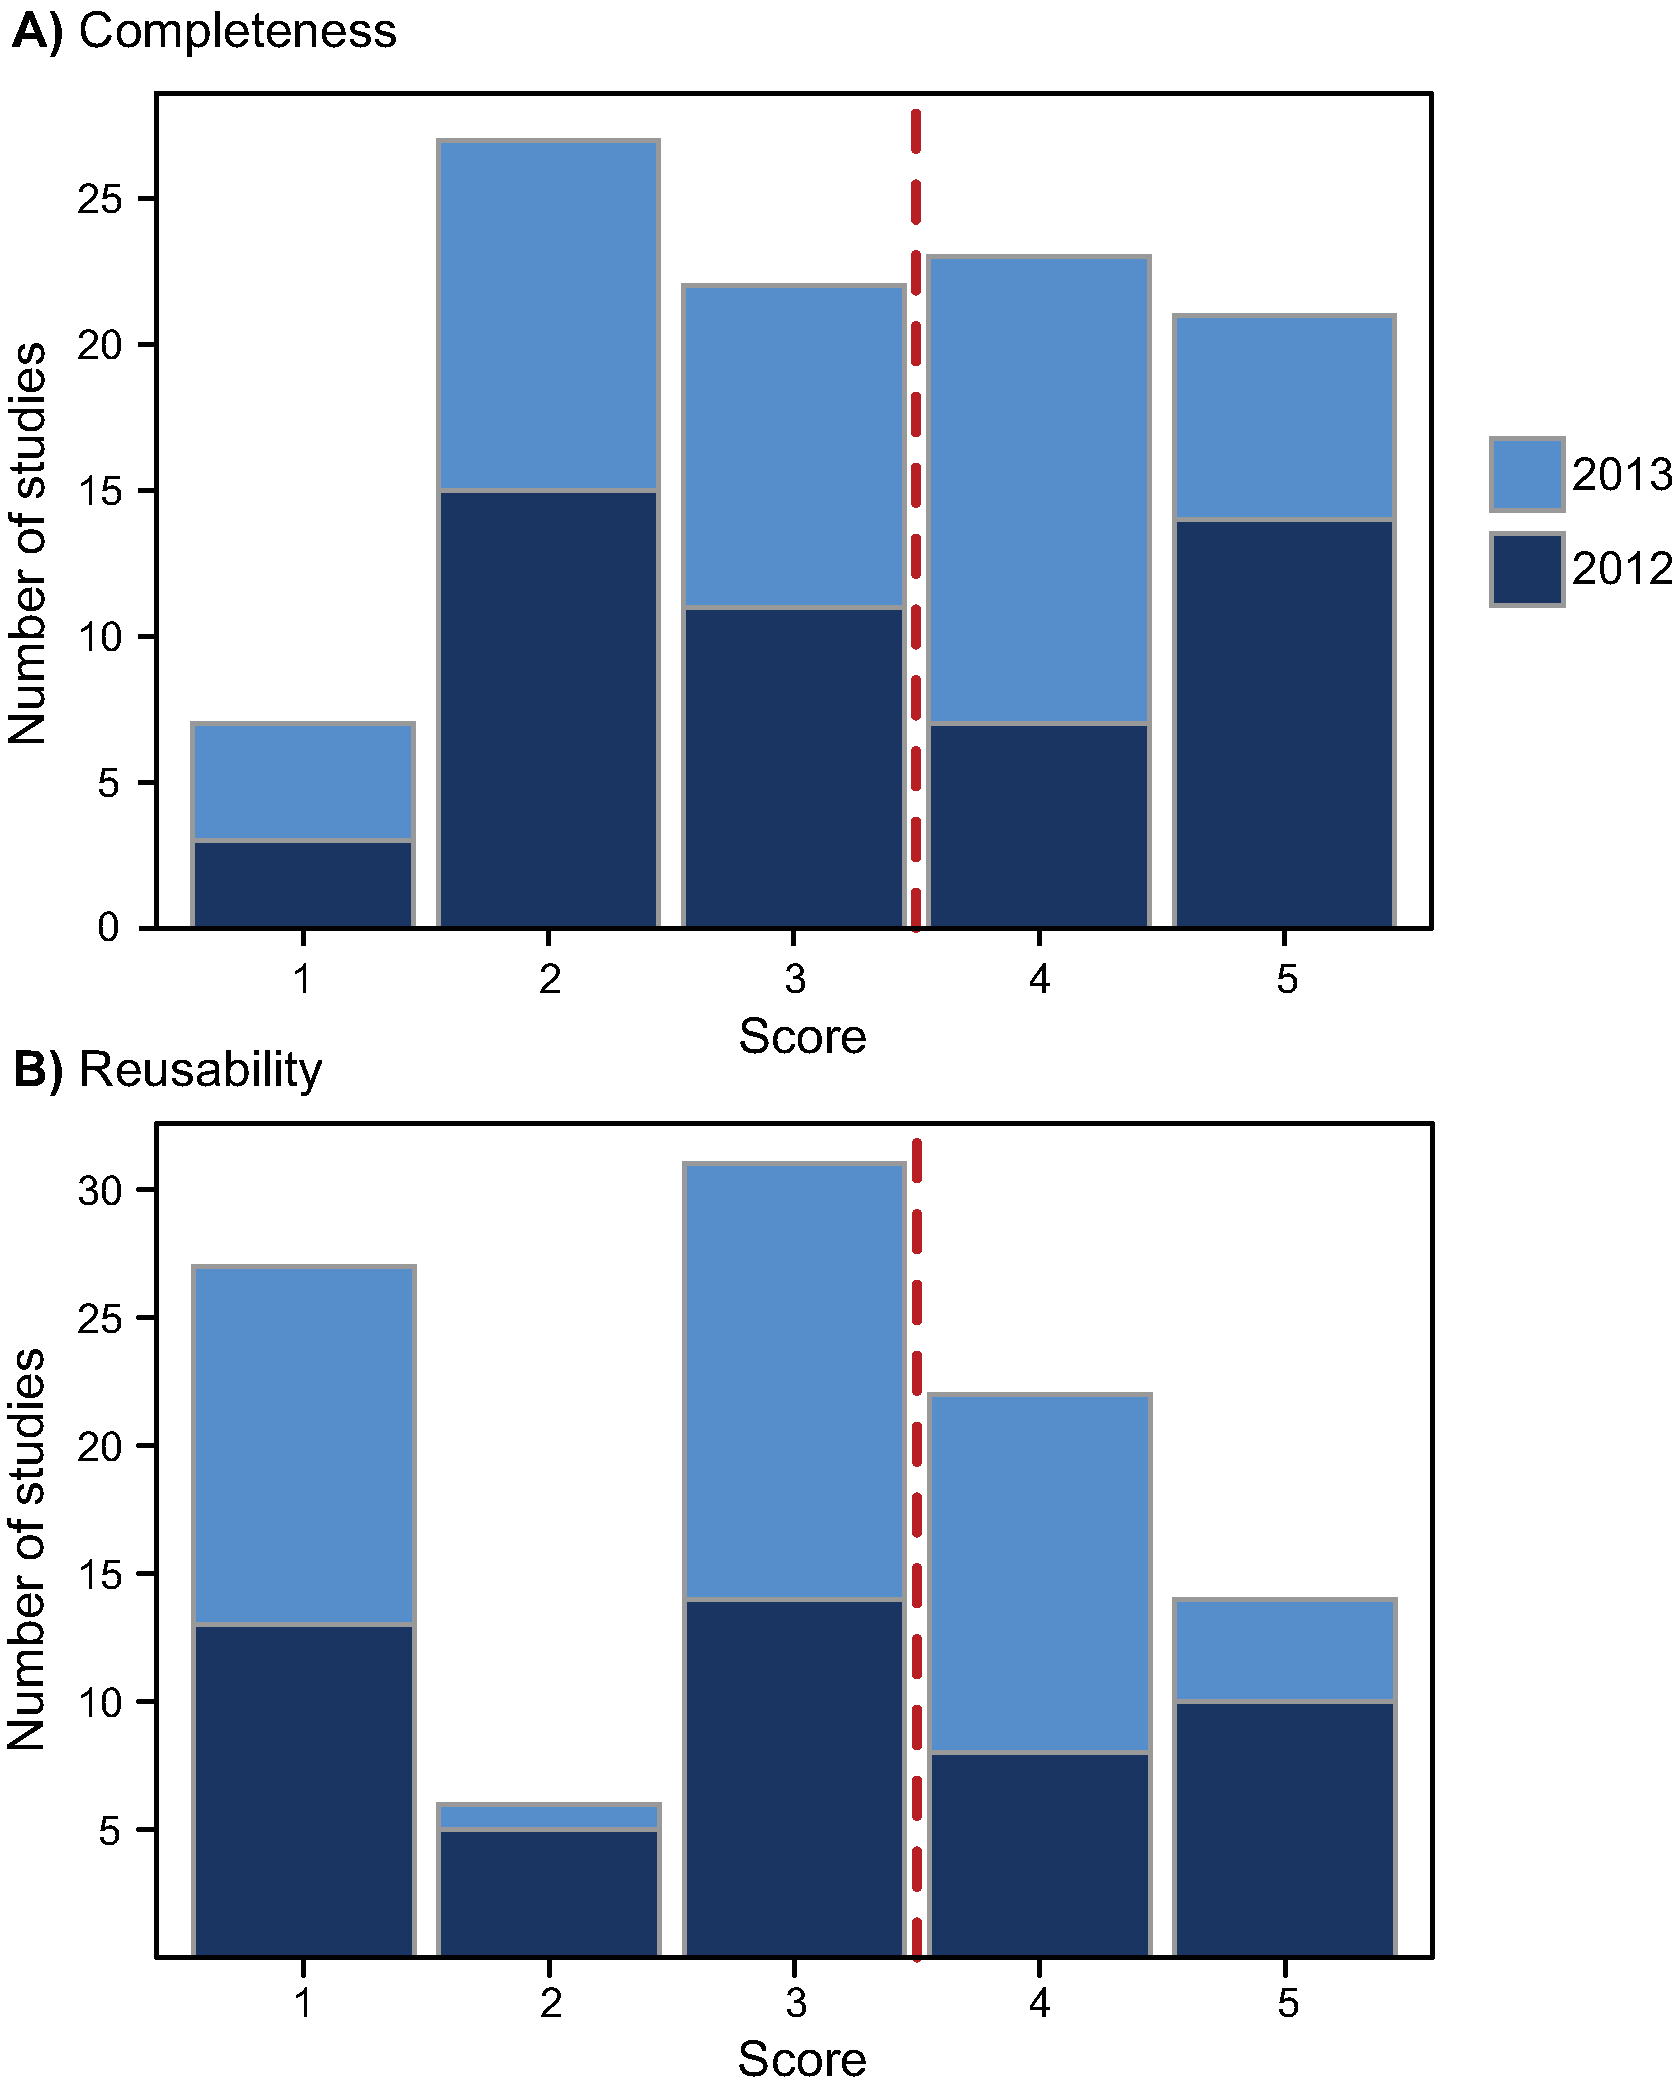 A) Completeness
25
20
15
10
5
0
Number of studies
1 2 3 4 5
Score
2013
2012
B) Reusability
30
25
20
15
10
5
Number of studies
1 2 3 4 5
Score